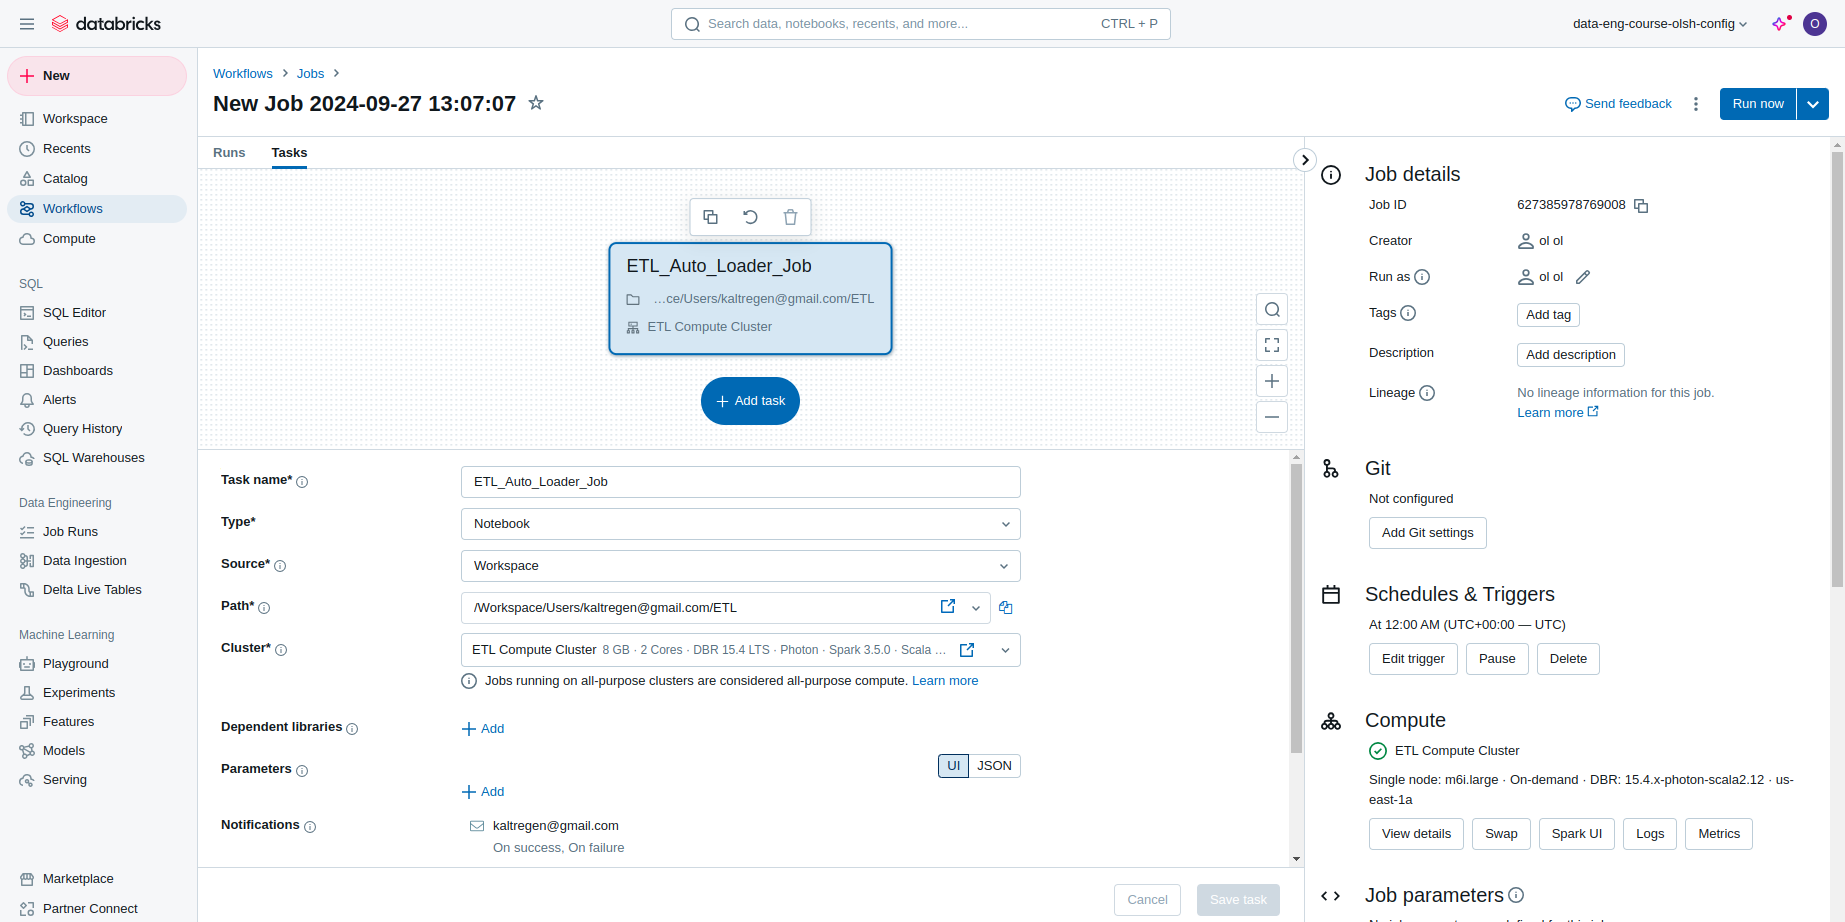 databricks
Search data, notebooks, recents, and more...
CTRL + P
data-eng-course-olsh-config
O
New
Workspace
Recents
Catalog
Workflows
Compute
SQL
SQL Editor
Queries
Dashboards
Alerts
Query History
SQL Warehouses
Data Engineering
Job Runs
Data Ingestion
Delta Live Tables
Machine Learning
Playground
Experiments
Features
Models
Serving
Marketplace
Partner Connect
Workflows > Jobs >
New Job 2024-09-27 13:07:07
Send feedback
Run now
Runs
Tasks
ETL_Auto_Loader_Job
...ce/Users/kaltregen@gmail.com/ETL
ETL Compute Cluster
Add task
Task name*
ETL_Auto_Loader_Job
Type*
Notebook
Source*
Workspace
Path*
/Workspace/Users/kaltregen@gmail.com/ETL
Cluster*
ETL Compute Cluster 8 GB · 2 Cores · DBR 15.4 LTS · Photon · Spark 3.5.0 · Scala ...
Jobs running on all-purpose clusters are considered all-purpose compute. Learn more
Dependent libraries
Add
Parameters
UI
JSON
Add
Notifications
kaltregen@gmail.com
On success, On failure
Cancel
Save task
Job details
Job ID
627385978769008
Creator
ol ol
Run as
ol ol
Tags
Add tag
Description
Add description
Lineage
No lineage information for this job.
Learn more
Git
Not configured
Add Git settings
Schedules & Triggers
At 12:00 AM (UTC+00:00 — UTC)
Edit trigger
Pause
Delete
Compute
ETL Compute Cluster
Single node: m6i.large · On-demand · DBR: 15.4.x-photon-scala2.12 · us-
east-1a
View details
Swap
Spark UI
Logs
Metrics
Job parameters